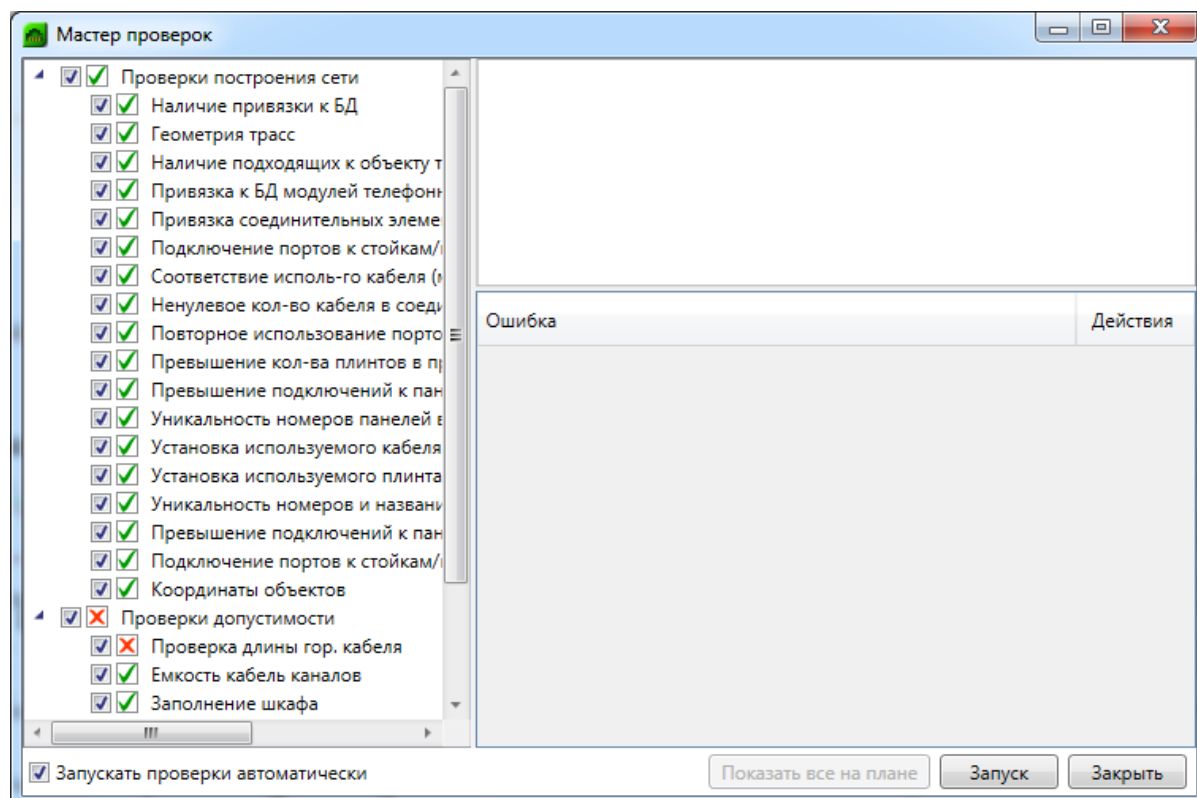 Мастер проверок
Проверки построения сети
Наличие привязки к БД
Геометрия трасс
Наличие подходящих к объекту т
Привязка к БД модулей телефонн
Привязка соединительных элеме
Подключение портов к стойкам/
Соответствие исполь-го кабеля (м
Ненулевое кол-во кабеля в соеди
Повторное использование порто
Превышение кол-ва плинтов в пр
Превышение подключений к пан
Уникальность номеров панелей в
Установка используемого кабеля
Установка используемого плинта
Уникальность номеров и названи
Превышение подключений к пан
Подключение портов к стойкам/
Координаты объектов
Проверки допустимости
Проверка длины гор. кабеля
Емкость кабель каналов
Заполнение шкафа
Ошибка
Действия
Запускать проверки автоматически
Показать все на плане
Запуск
Закрыть